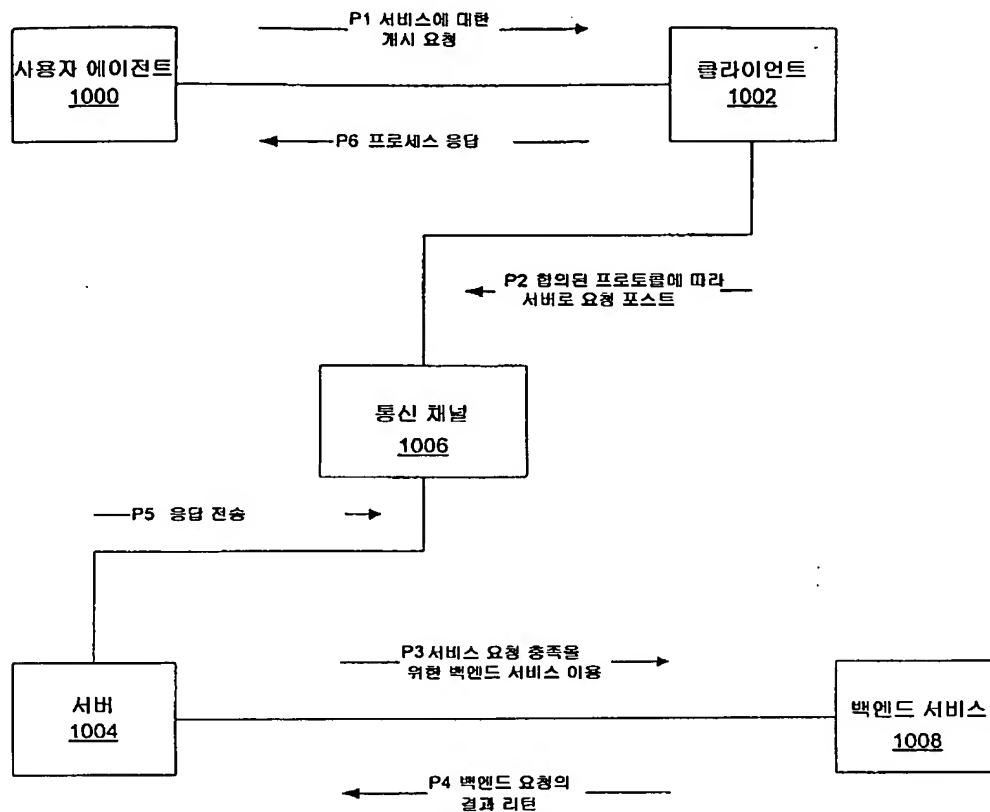 P1 서비스에 대한
개시 요청
사용자 에이전트
1000
클라이언트
1002
P6 프로세스 응답
P2 협의된 프로토콜에 따라
서버로 요청 포스트
통신 채널
1006
P5 응답 전송
P3 서비스 요청 충족을
위한 백엔드 서비스 이용
서버
1004
백엔드 서비스
1008
P4 백엔드 요청의
결과 리턴